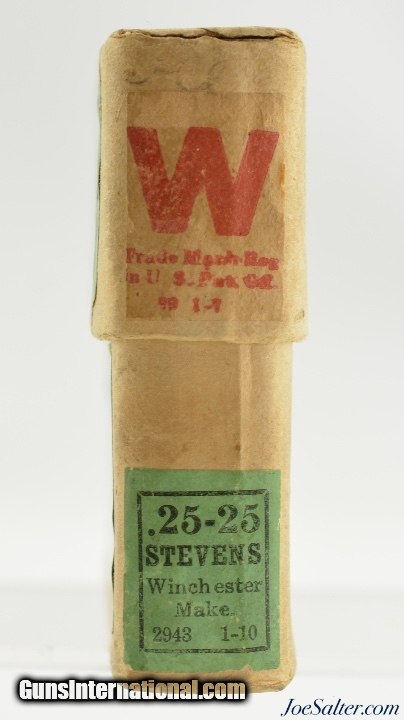 W
Trade Mark Reg
in U. S. Pat. Of.
1-7
.25-25
STEVENS
Winchester
Make.
2943 1-10
GunsInternational.com
JoeSalter.com